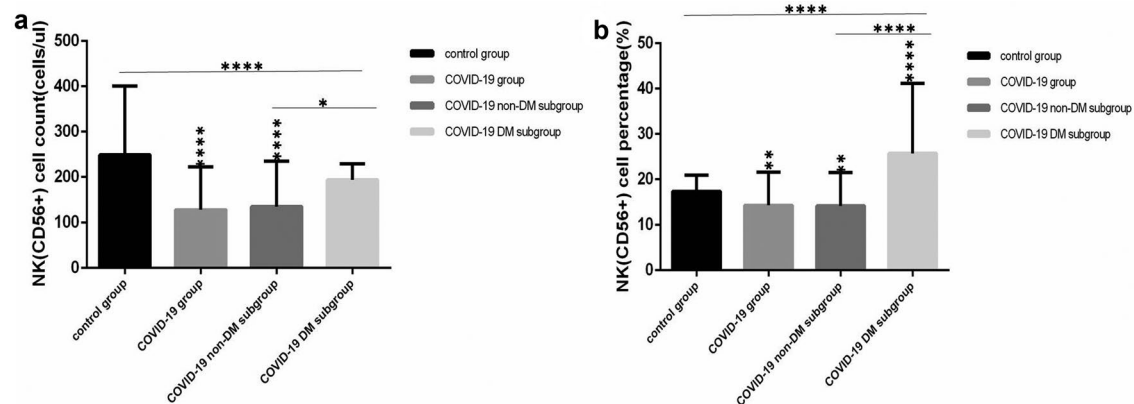 a
NK(CD56+) cell count(cells/ul)
500
400
300
200
100
0
****
*
****
****
control group
COVID-19 group
COVID-19 non-DM subgroup
COVID-19 DM subgroup
control group
COVID-19 group
COVID-19 non-DM subgroup
COVID-19 DM subgroup
b
NK(CD56+) cell percentage(%)
50
40
30
20
10
0
****
****
**
**
****
control group
COVID-19 group
COVID-19 non-DM subgroup
COVID-19 DM subgroup
control group
COVID-19 group
COVID-19 non-DM subgroup
COVID-19 DM subgroup